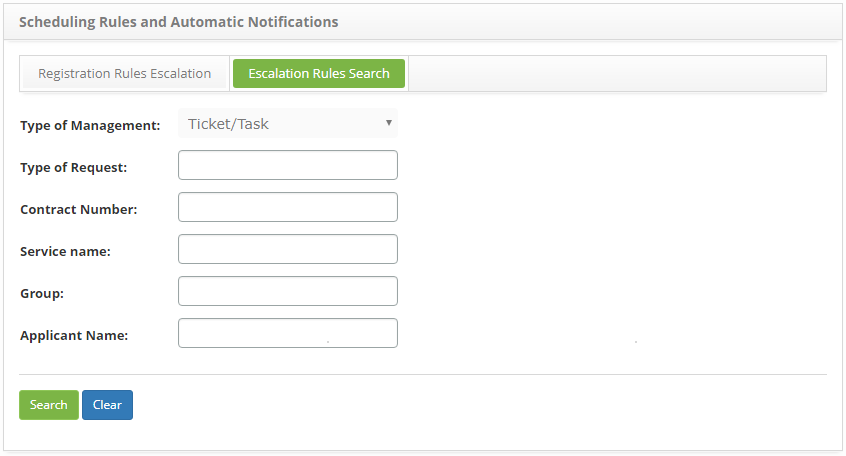 Scheduling Rules and Automatic Notifications
Registration Rules Escalation
Escalation Rules Search
Type of Management:
Ticket/Task
Type of Request:
Contract Number:
Service name:
Group:
Applicant Name:
Search
Clear